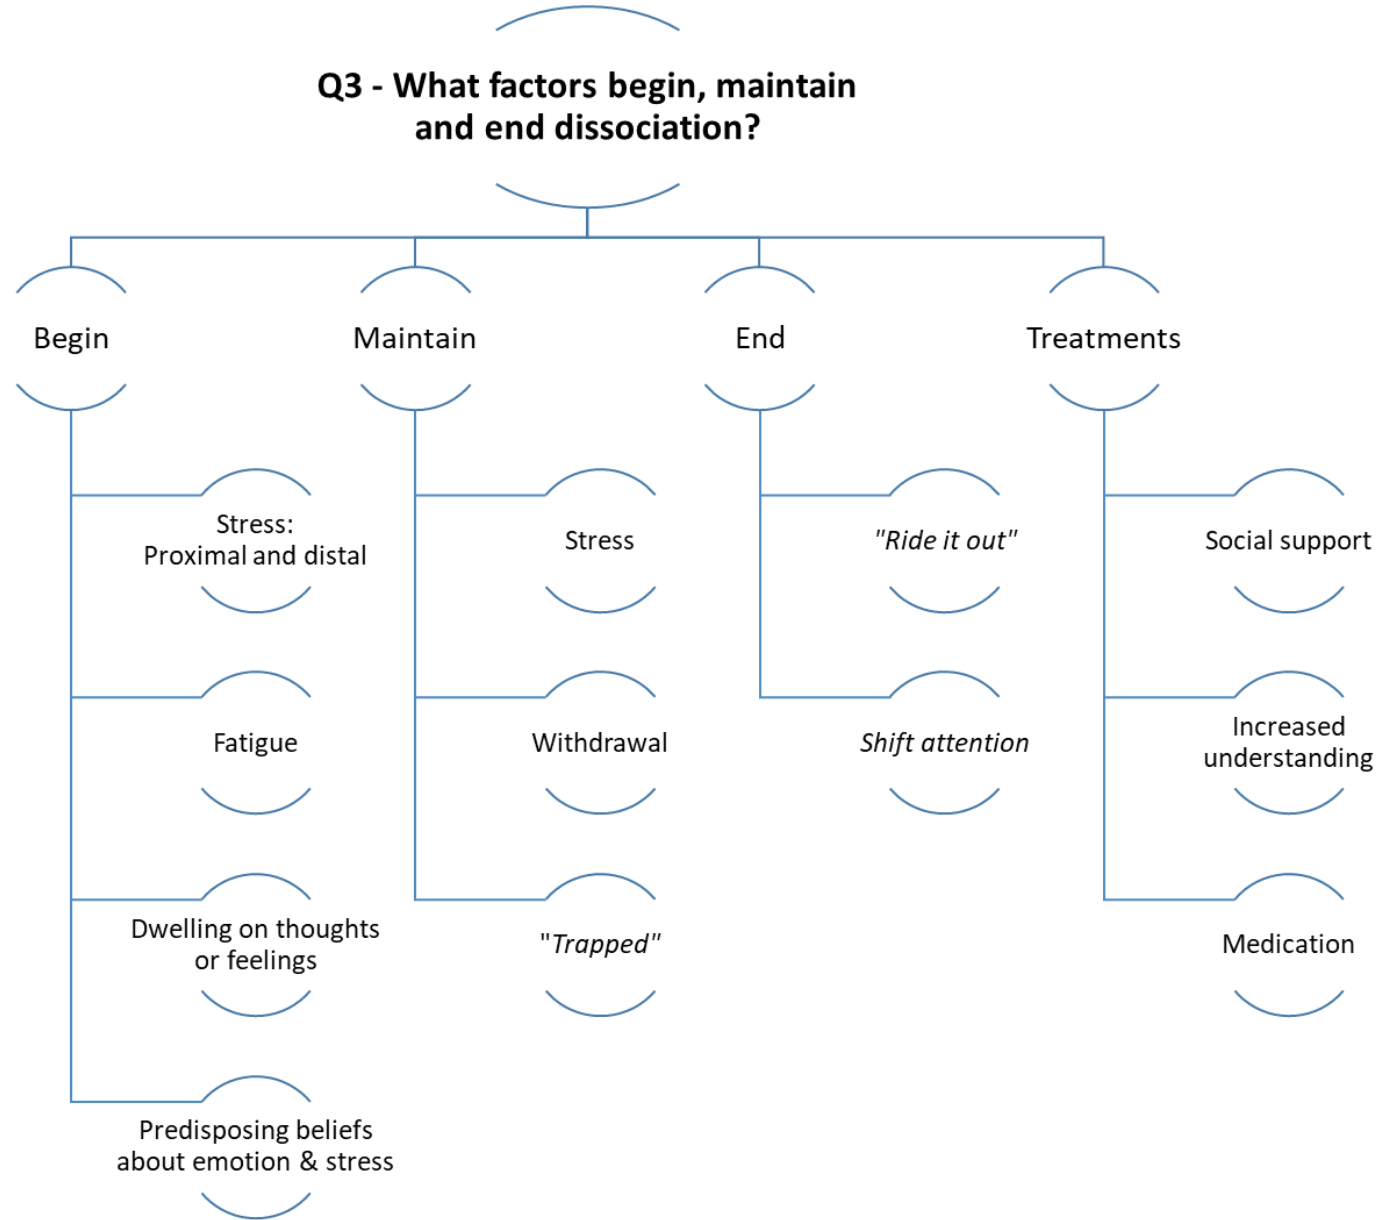 Q3 - What factors begin, maintain
and end dissociation?
Begin
Maintain
End
Treatments
Stress:
Proximal and distal
Fatigue
Dwelling on thoughts
or feelings
Predisposing beliefs
about emotion & stress
Stress
Withdrawal
"Trapped"
"Ride it out"
Shift attention
Social support
Increased
understanding
Medication